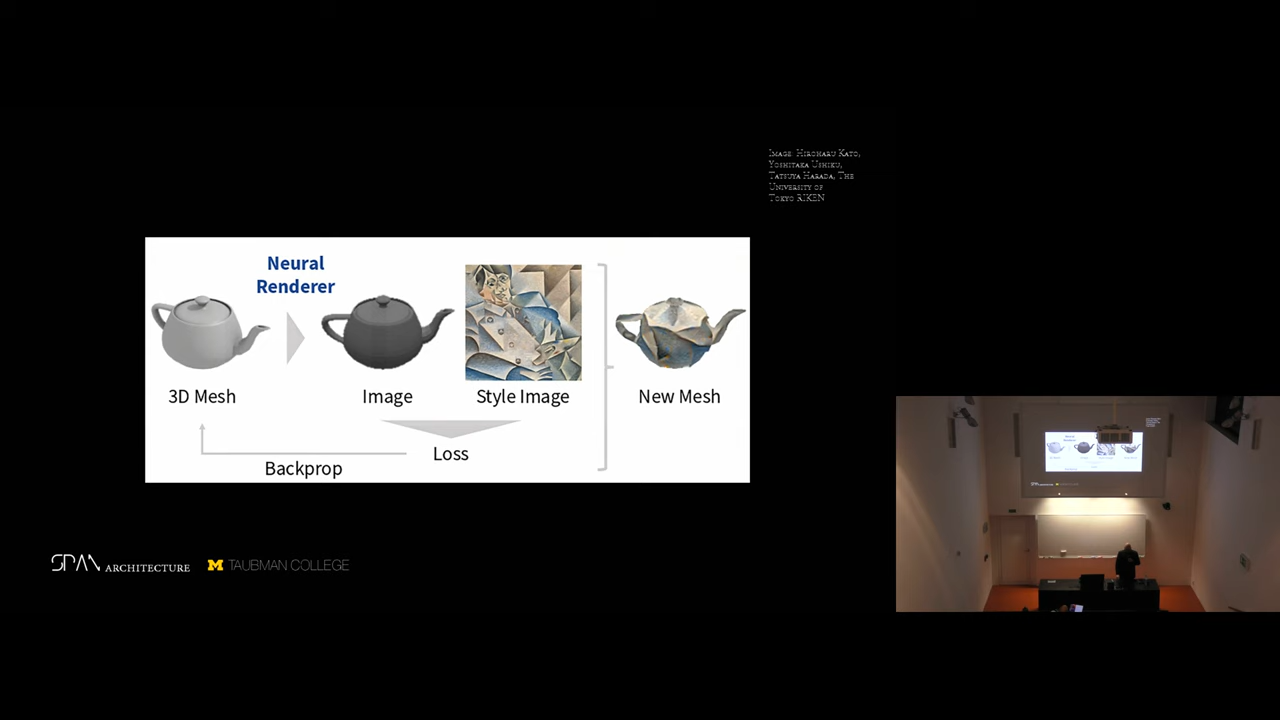 Image: Hiroharu Kato,
Yoshitaka Ushiku,
Tatsuya Harada, The
University of
Tokyo RIKEN
Neural
Renderer
3D Mesh
Image
Style Image
New Mesh
Loss
Backprop
SPAN ARCHITECTURE
M TAUBMAN COLLEGE